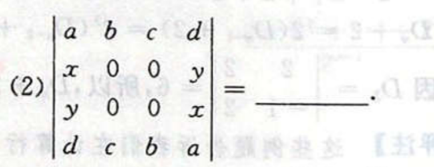 (2) | a b c d |
| x 0 0 y |
| y 0 0 x |
| d c b a | = ________.